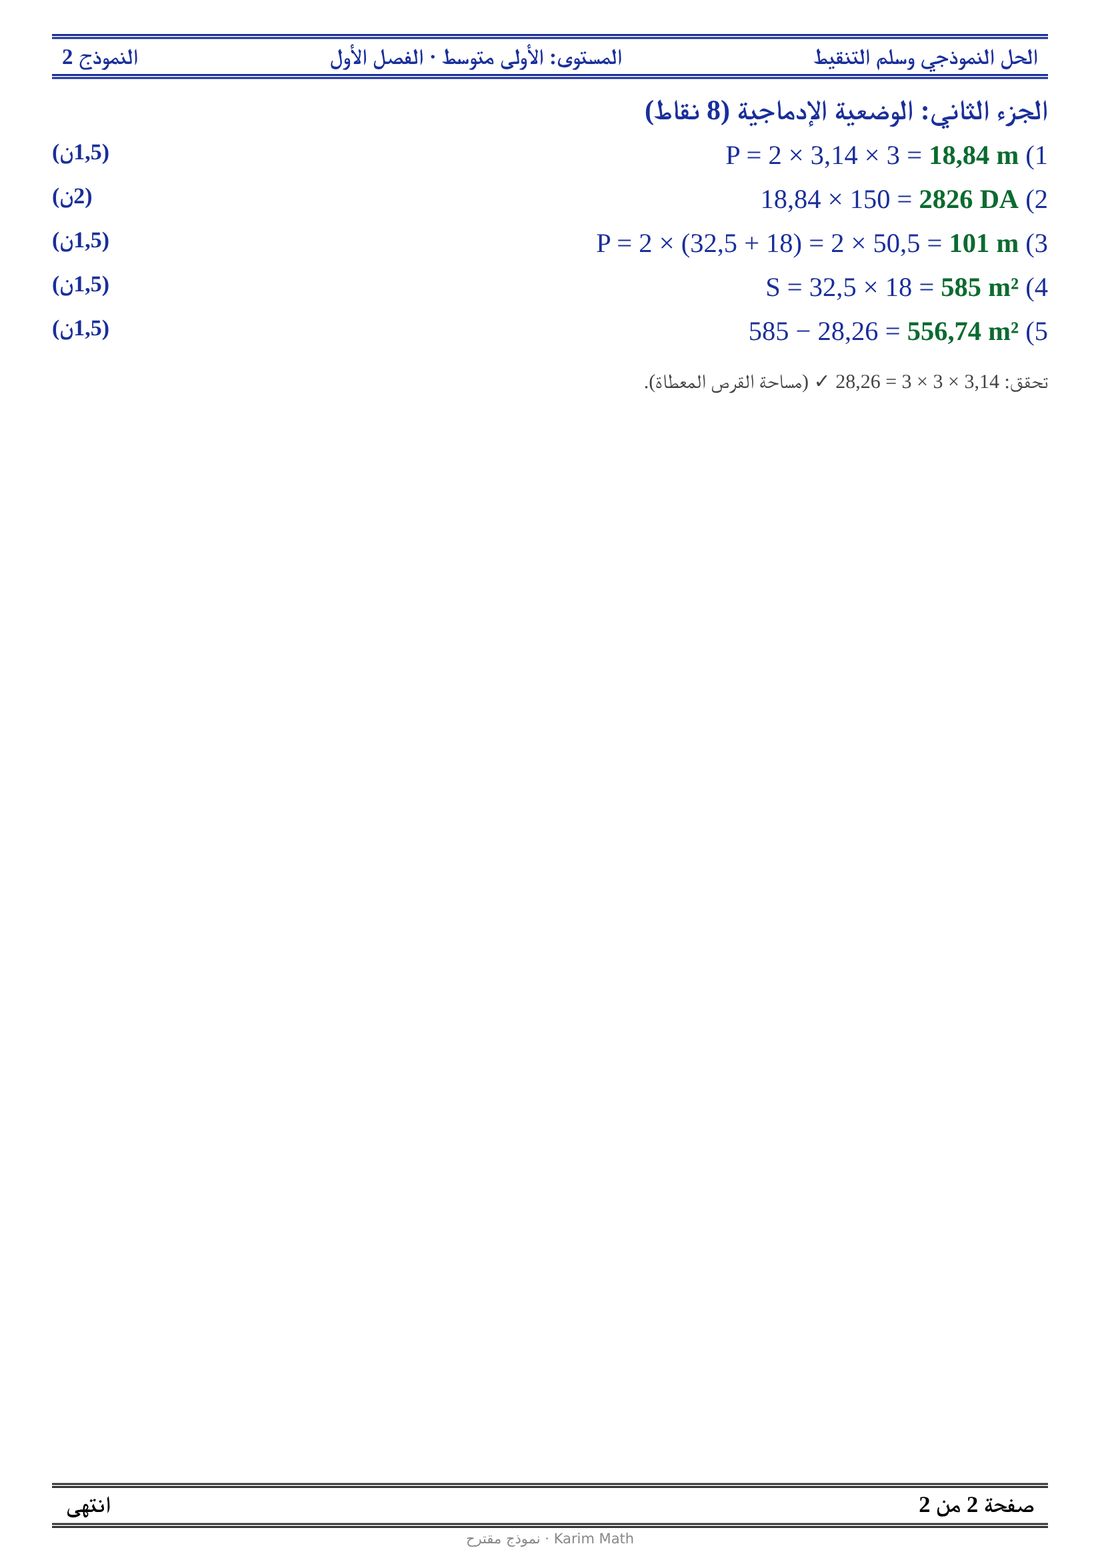 الحل النموذجي وسلم التنقيط المستوى: الأولى متوسط · الفصل الأول النموذج 2
الجزء الثاني: الوضعية الإدماجية (8 نقاط)
1) P = 2 × 3,14 × 3 = 18,84 m (1,5ن)
2) 18,84 × 150 = 2826 DA (2ن)
3) P = 2 × (32,5 + 18) = 2 × 50,5 = 101 m (1,5ن)
4) S = 32,5 × 18 = 585 m² (1,5ن)
5) 585 − 28,26 = 556,74 m² (1,5ن)
تحقق: 3,14 × 3 × 3 = 28,26 ✓ (مساحة القرص المعطاة).
صفحة 2 من 2 انتهى
Karim Math · نموذج مقترح